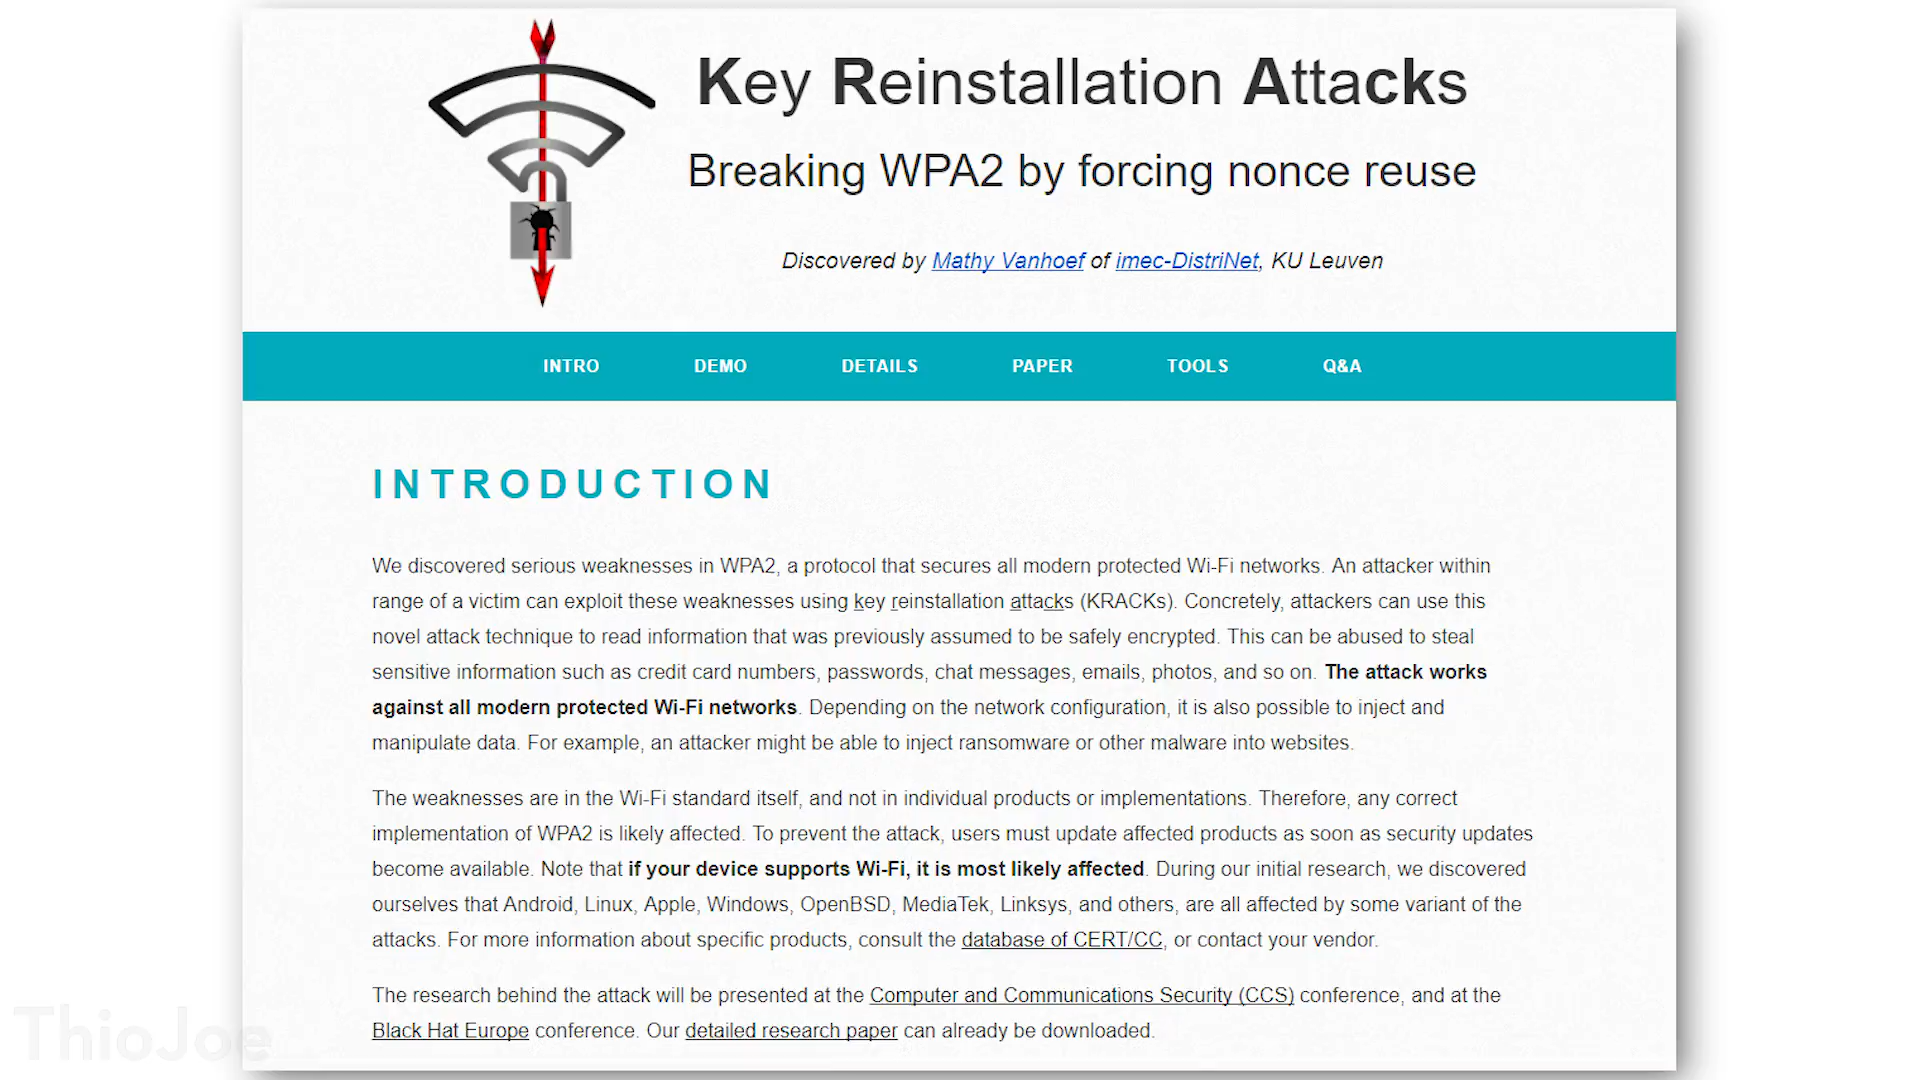 Key Reinstallation Attacks
Breaking WPA2 by forcing nonce reuse
Discovered by Mathy Vanhoef of imec-DistriNet, KU Leuven
INTRO DEMO DETAILS PAPER TOOLS Q&A
INTRODUCTION
We discovered serious weaknesses in WPA2, a protocol that secures all modern protected Wi-Fi networks. An attacker within
range of a victim can exploit these weaknesses using key reinstallation attacks (KRACKs). Concretely, attackers can use this
novel attack technique to read information that was previously assumed to be safely encrypted. This can be abused to steal
sensitive information such as credit card numbers, passwords, chat messages, emails, photos, and so on. The attack works
against all modern protected Wi-Fi networks. Depending on the network configuration, it is also possible to inject and
manipulate data. For example, an attacker might be able to inject ransomware or other malware into websites.
The weaknesses are in the Wi-Fi standard itself, and not in individual products or implementations. Therefore, any correct
implementation of WPA2 is likely affected. To prevent the attack, users must update affected products as soon as security updates
become available. Note that if your device supports Wi-Fi, it is most likely affected. During our initial research, we discovered
ourselves that Android, Linux, Apple, Windows, OpenBSD, MediaTek, Linksys, and others, are all affected by some variant of the
attacks. For more information about specific products, consult the database of CERT/CC, or contact your vendor.
The research behind the attack will be presented at the Computer and Communications Security (CCS) conference, and at the
Black Hat Europe conference. Our detailed research paper can already be downloaded.
ThioJoe